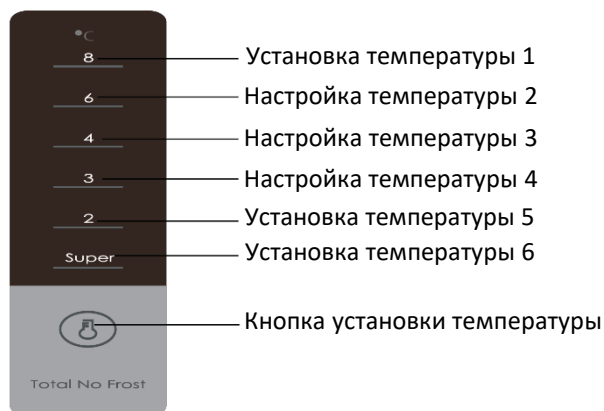 °C
8 Установка температуры 1
6 Настройка температуры 2
4 Настройка температуры 3
3 Настройка температуры 4
2 Установка температуры 5
Super Установка температуры 6
Кнопка установки температуры
Total No Frost